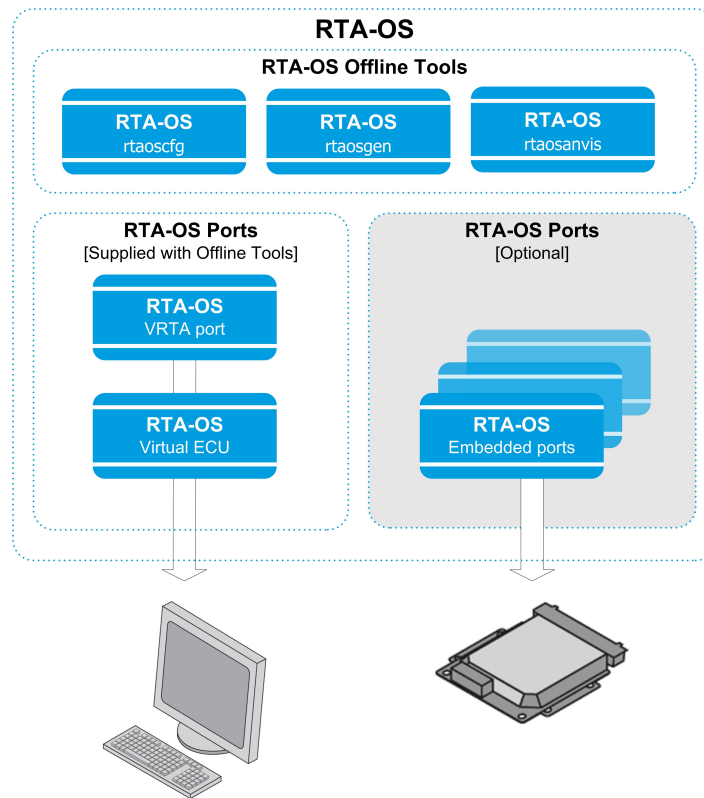 RTA-OS
RTA-OS Offline Tools
RTA-OS
rtaoscfg
RTA-OS
rtaosgen
RTA-OS
rtaosanvis
RTA-OS Ports
[Supplied with Offline Tools]
RTA-OS
VRTA port
RTA-OS
Virtual ECU
RTA-OS Ports
[Optional]
RTA-OS
Embedded ports